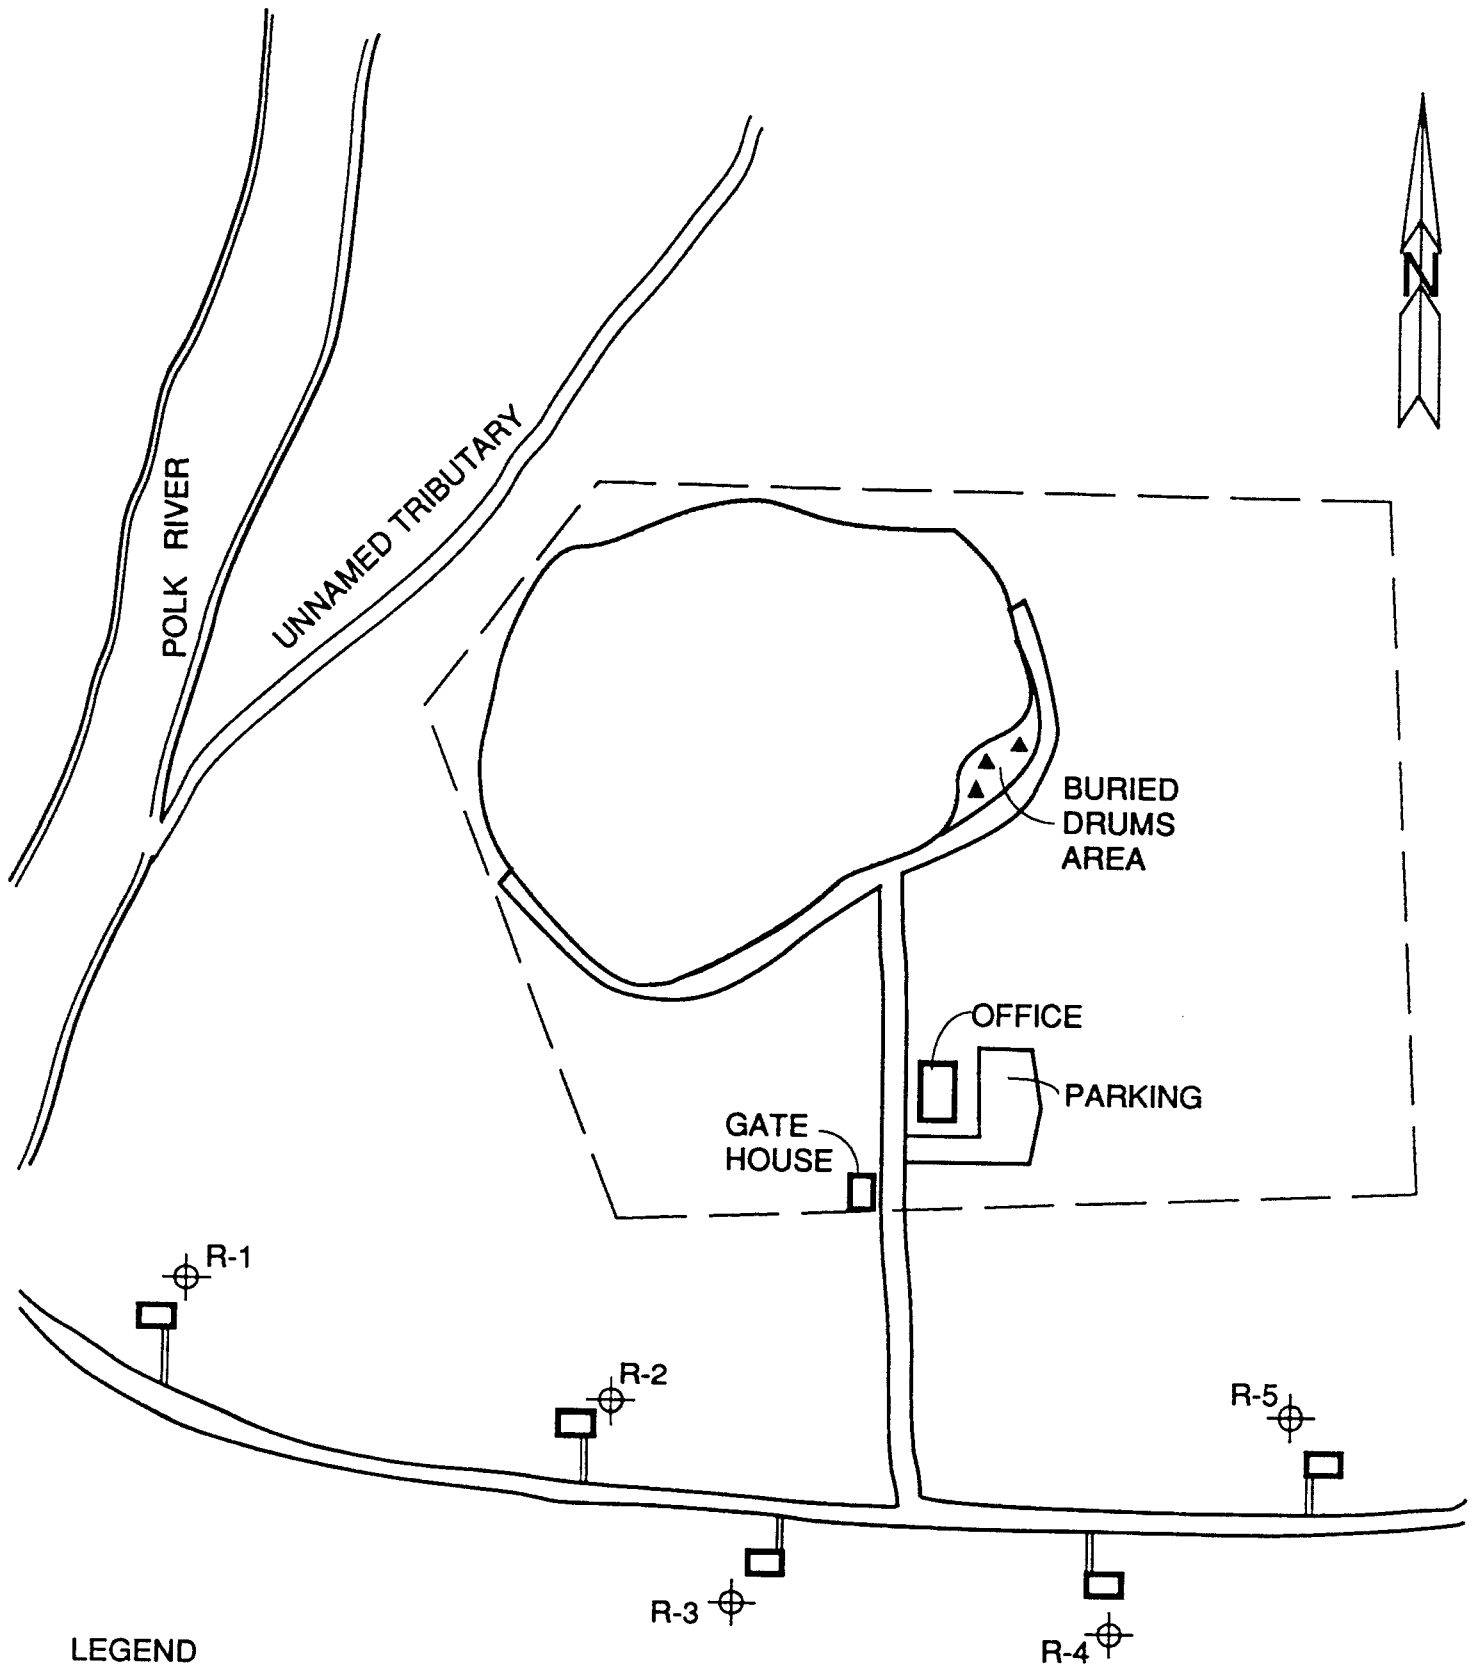 N
POLK RIVER
UNNAMED TRIBUTARY
BURIED
DRUMS
AREA
OFFICE
PARKING
GATE
HOUSE
R-1
R-2
R-5
R-3
R-4
LEGEND